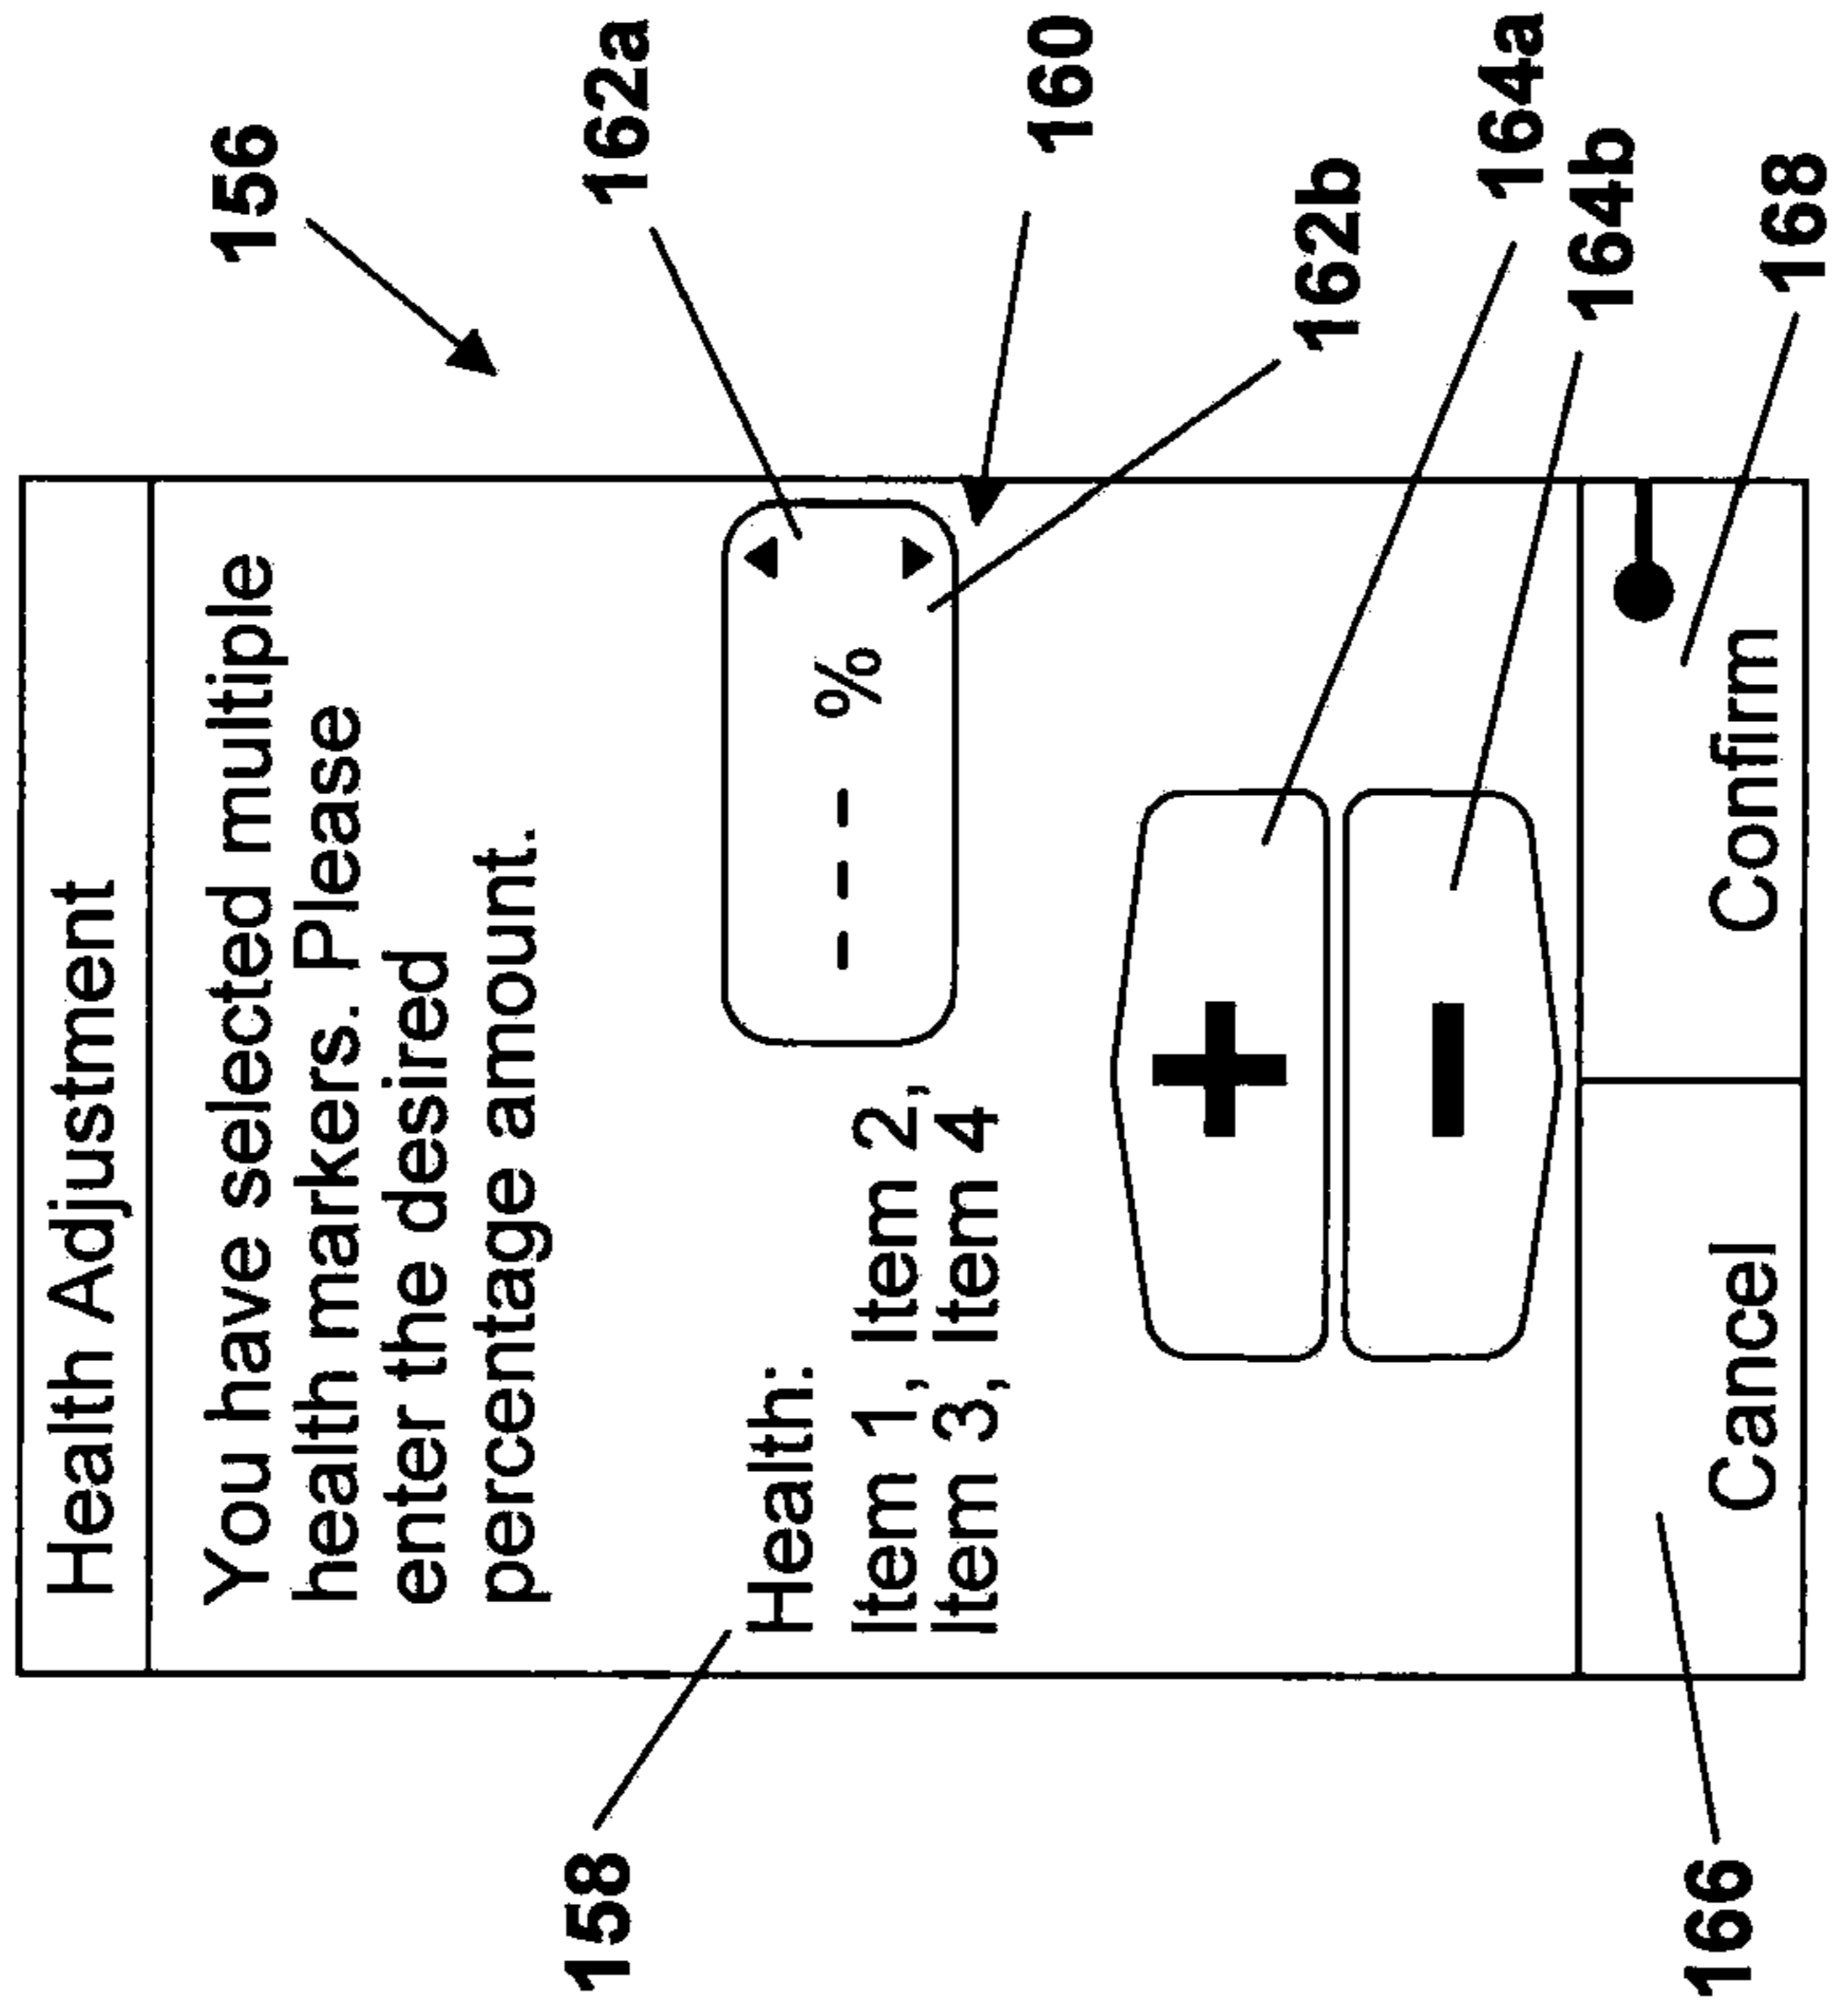 Health Adjustment
156
You have selected multiple
health markers. Please
enter the desired
percentage amount.
162a
158
Health:
Item 1, Item 2,
Item 3, Item 4
--- %
160
162b
+
164a
-
164b
Cancel
Confirm
166
168